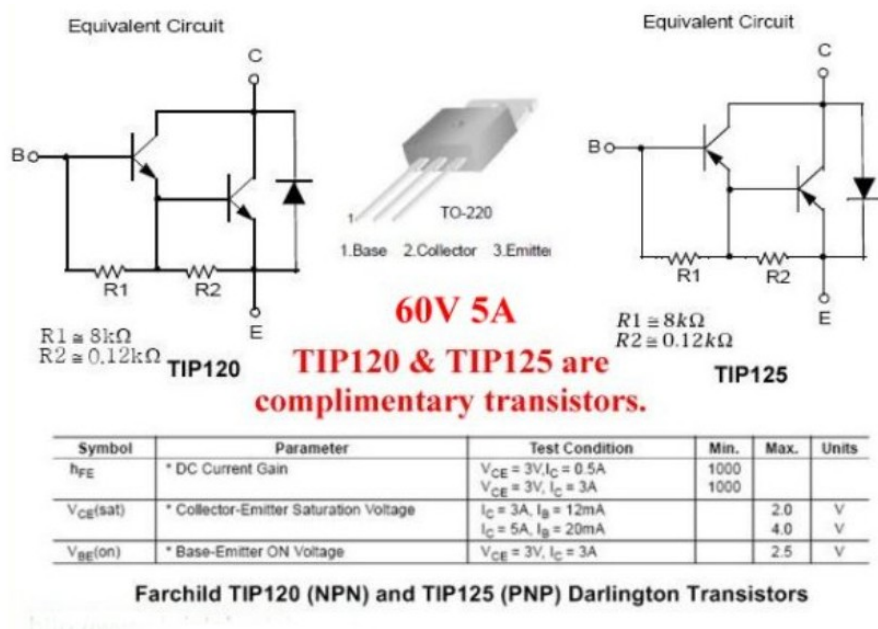 Equivalent Circuit
Equivalent Circuit
C
C
B
B
1
TO-220
1.Base 2.Collector 3.Emitter
R1
R2
R1
R2
E
E
60V 5A
R1 ≅ 8kΩ
R2 ≅ 0.12kΩ
TIP120
R1 ≅ 8kΩ
R2 ≅ 0.12kΩ
TIP125
TIP120 & TIP125 are
complimentary transistors.
Symbol Parameter Test Condition Min. Max. Units
hFE * DC Current Gain VCE = 3V,IC = 0.5A 1000
VCE = 3V, IC = 3A 1000
VCE(sat) * Collector-Emitter Saturation Voltage IC = 3A, IB = 12mA 2.0 V
IC = 5A, IB = 20mA 4.0 V
VBE(on) * Base-Emitter ON Voltage VCE = 3V, IC = 3A 2.5 V
Farchild TIP120 (NPN) and TIP125 (PNP) Darlington Transistors